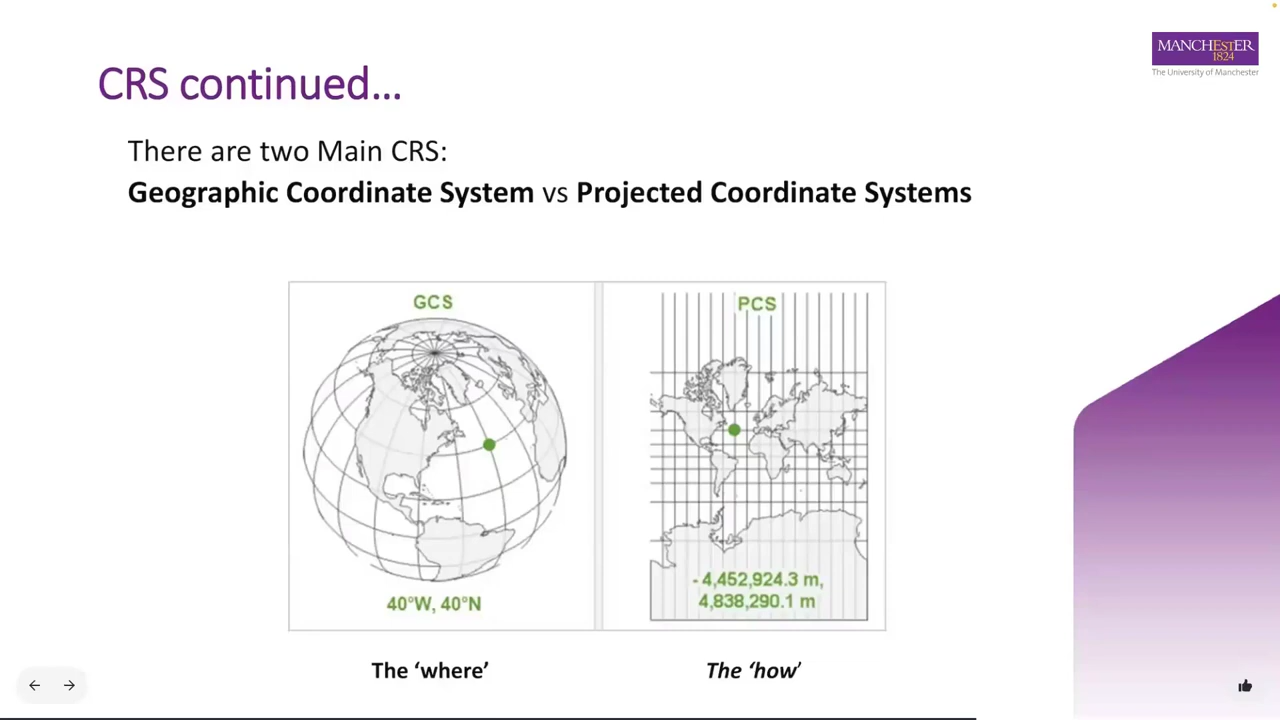 MANCHESTER
1824
The University of Manchester
CRS continued...
There are two Main CRS:
Geographic Coordinate System vs Projected Coordinate Systems
GCS
PCS
40°W, 40°N
- 4,452,924.3 m,
4,838,290.1 m
The ‘where’
The ‘how’